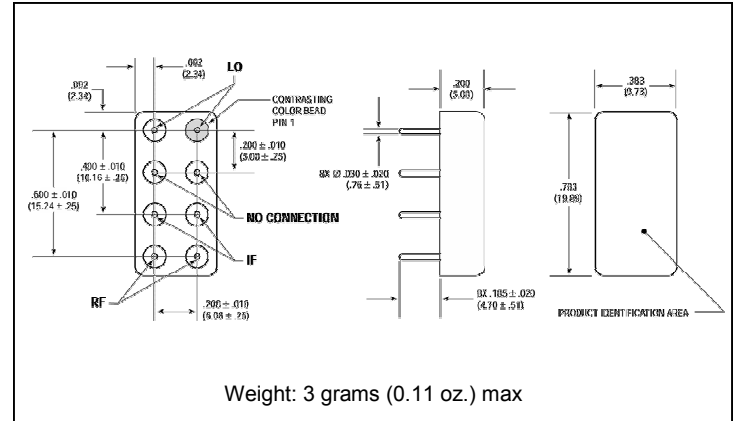 .092
(2.34)
LO
.092
(2.34)
CONTRASTING
COLOR BEAD
PIN 1
.200 ± .010
(5.08 ± .25)
.400 ± .010
(10.16 ± .25)
.600 ± .010
(15.24 ± .25)
NO CONNECTION
IF
RF
.200 ± .010
(5.08 ± .25)
.200
(5.08)
.383
(9.73)
8X Ø .030 ± .020
(.76 ± .51)
.783
(19.89)
8X .185 ± .020
(4.70 ± .51)
PRODUCT IDENTIFICATION AREA
Weight: 3 grams (0.11 oz.) max